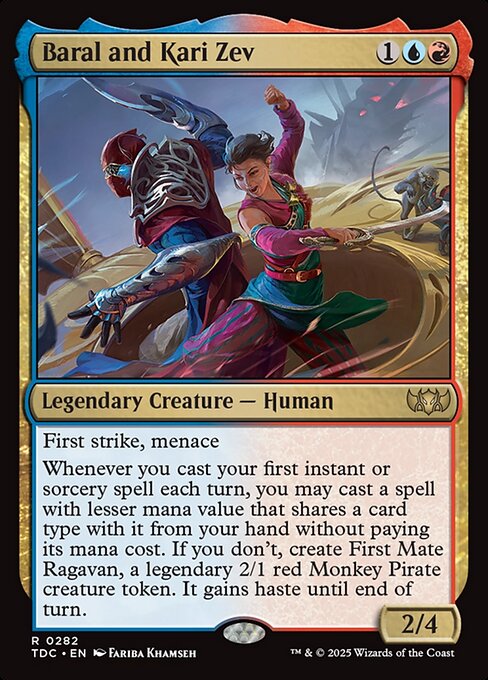 Baral and Kari Zev 1
Legendary Creature — Human
First strike, menace
Whenever you cast your first instant or
sorcery spell each turn, you may cast a spell
with lesser mana value that shares a card
type with it from your hand without paying
its mana cost. If you don't, create First Mate
Ragavan, a legendary 2/1 red Monkey Pirate
creature token. It gains haste until end of
turn.
2/4
R 0282
TDC • EN Fariba Khamseh
™ & © 2025 Wizards of the Coast